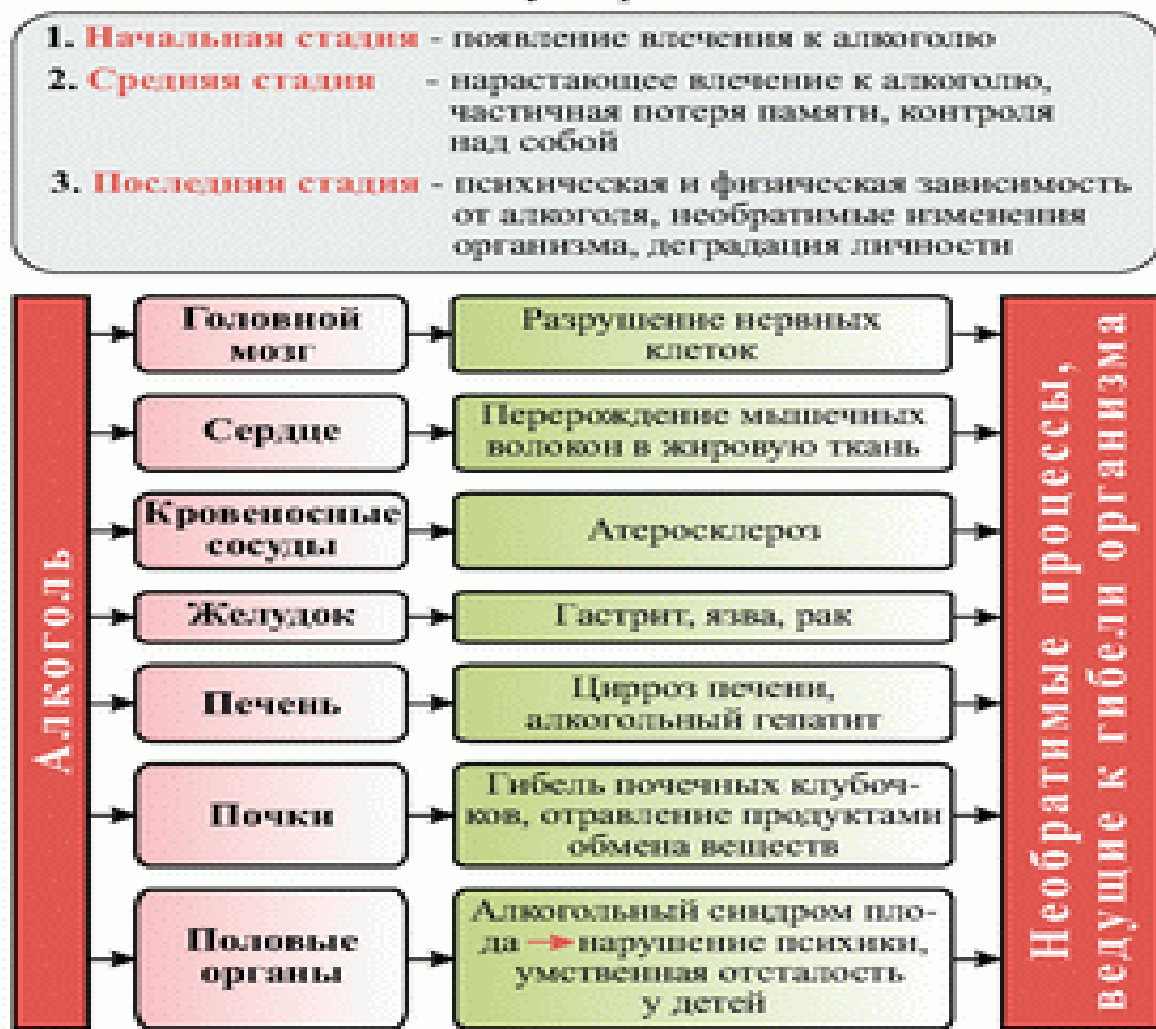 1. Начальная стадия - появление влечения к алкоголю
2. Средняя стадия - нарастающее влечение к алкоголю,
частичная потеря памяти, контроля
над собой
3. Последняя стадия - психическая и физическая зависимость
от алкоголя, необратимые изменения
организма, деградация личности
Алкоголь
Головной
мозг
Разрушение нервных
клеток
Сердце
Перерождение мышечных
волокон в жировую ткань
Кровеносные
сосуды
Атеросклероз
Желудок
Гастрит, язва, рак
Печень
Цирроз печени,
алкогольный гепатит
Почки
Гибель почечных клубоч-
ков, отравление продуктами
обмена веществ
Половые
органы
Алкогольный синдром пло-
да → нарушение психики,
умственная отсталость
у детей
Необратимые процессы,
ведущие к гибели организма